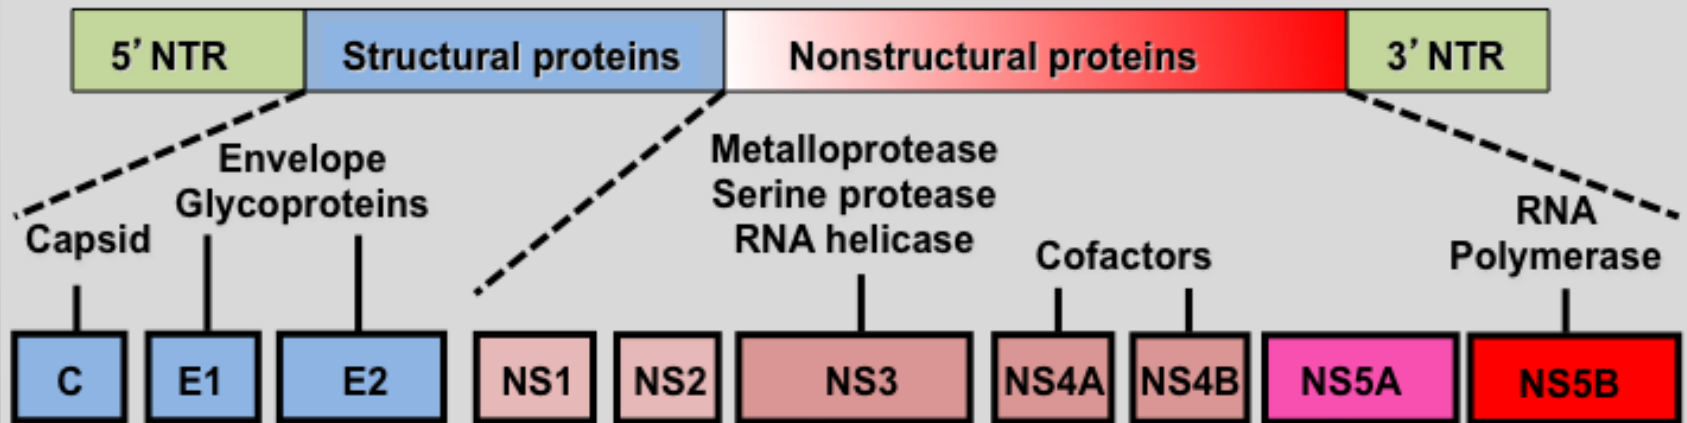 5’ NTR
Structural proteins
Nonstructural proteins
3’ NTR
Envelope
Glycoproteins
Capsid
Metalloprotease
Serine protease
RNA helicase
Cofactors
RNA
Polymerase
C
E1
E2
NS1
NS2
NS3
NS4A
NS4B
NS5A
NS5B